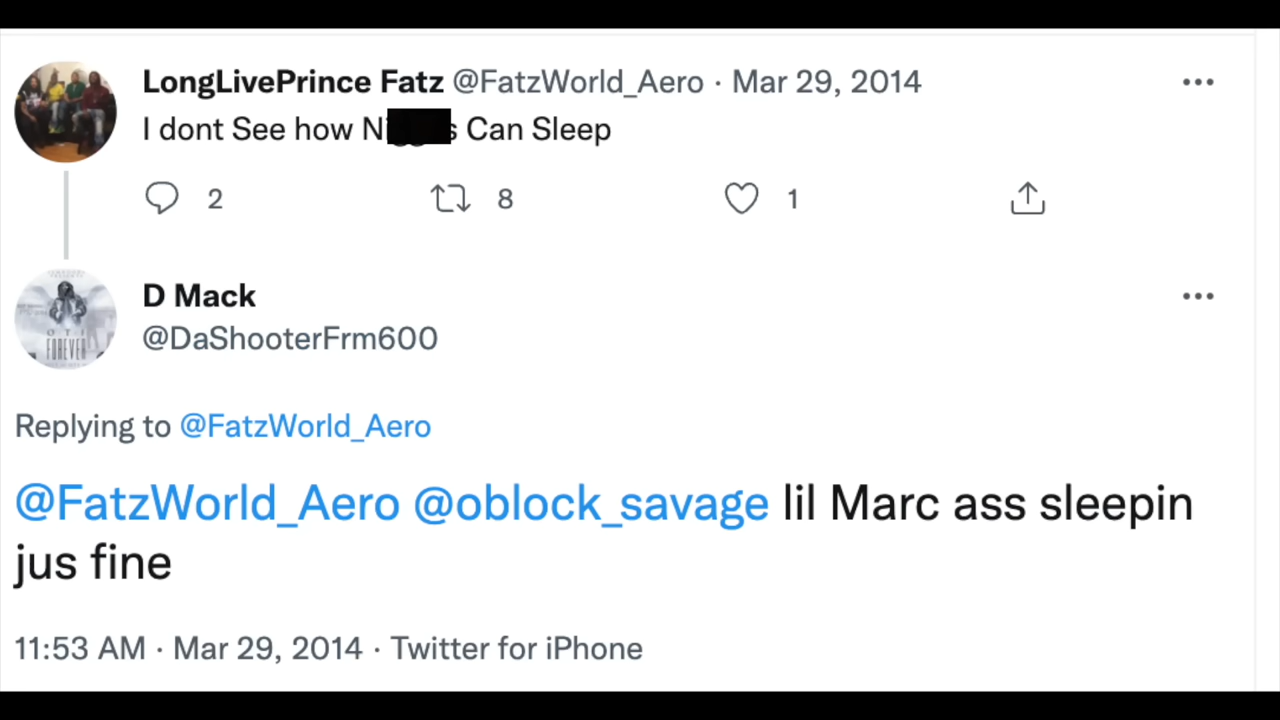 LongLivePrince Fatz @FatzWorld_Aero · Mar 29, 2014
I dont See how N s Can Sleep
2 8 1
D Mack
@DaShooterFrm600
Replying to @FatzWorld_Aero
@FatzWorld_Aero @oblock_savage lil Marc ass sleepin
jus fine
11:53 AM · Mar 29, 2014 · Twitter for iPhone